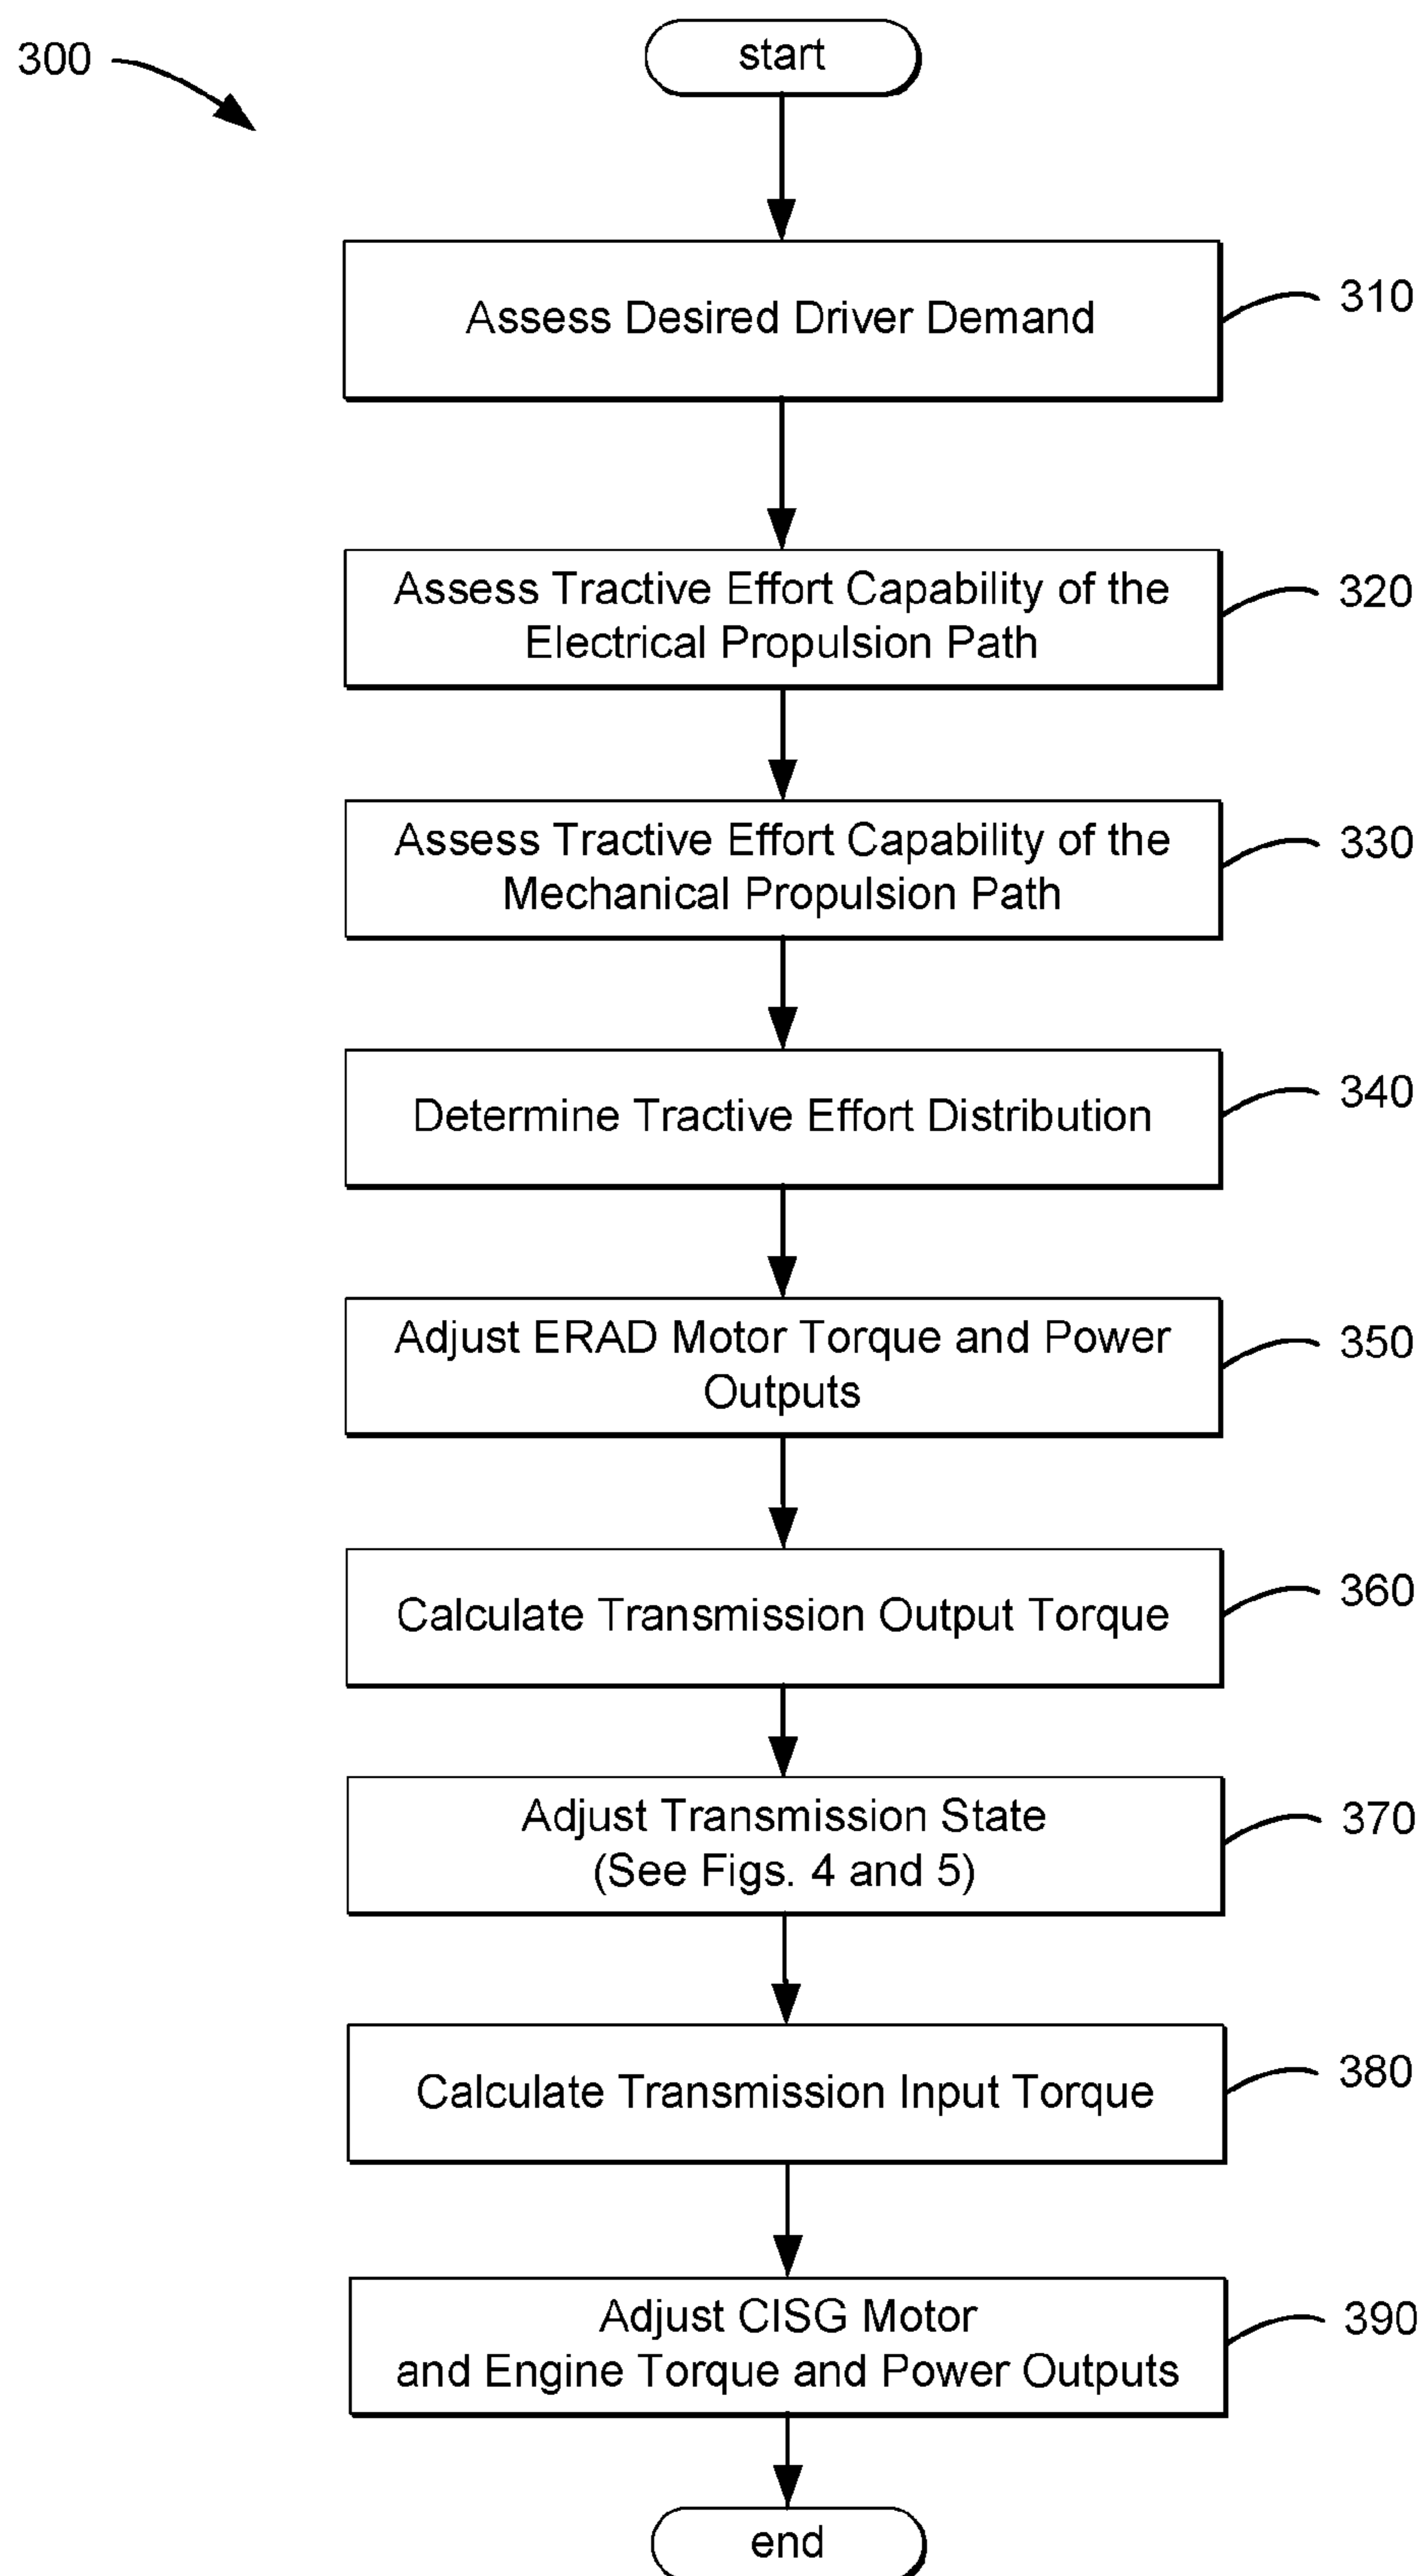 300
start
Assess Desired Driver Demand
310
Assess Tractive Effort Capability of the
Electrical Propulsion Path
320
Assess Tractive Effort Capability of the
Mechanical Propulsion Path
330
Determine Tractive Effort Distribution
340
Adjust ERAD Motor Torque and Power
Outputs
350
Calculate Transmission Output Torque
360
Adjust Transmission State
(See Figs. 4 and 5)
370
Calculate Transmission Input Torque
380
Adjust CISG Motor
and Engine Torque and Power Outputs
390
end